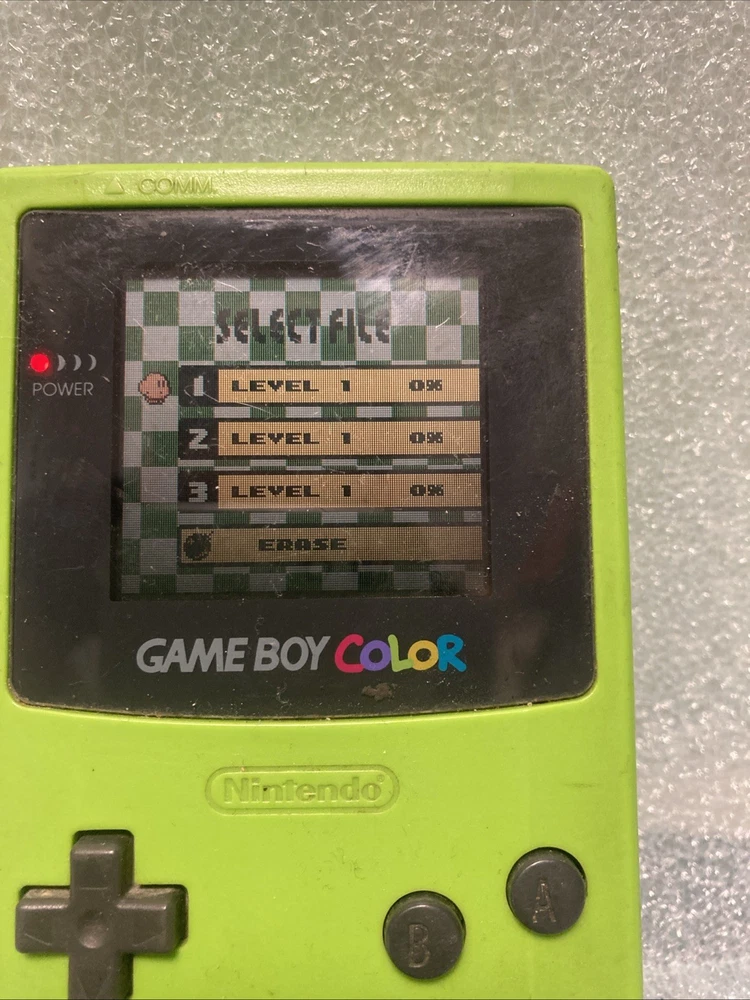 △ COMM.
SELECT FILE
POWER
1 LEVEL 1 0%
2 LEVEL 1 0%
3 LEVEL 1 0%
ERASE
GAME BOY COLOR
Nintendo®
A
B